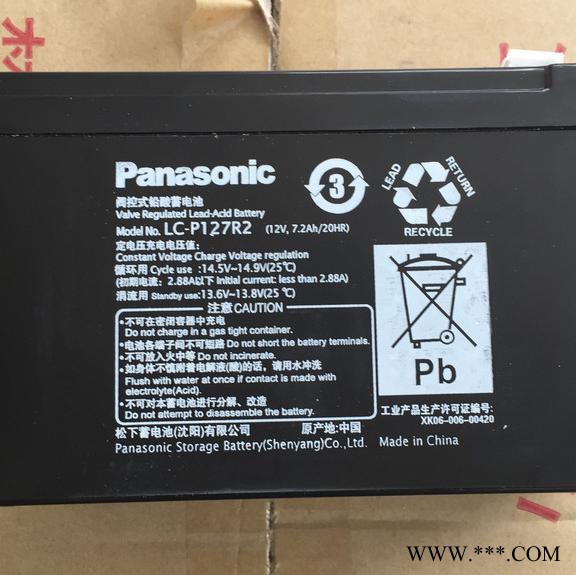 木
Panasonic
阀控式铅酸蓄电池
Valve Regulated Lead-Acid Battery
Model No. LC-P127R2 (12V, 7.2Ah/20HR)
定电压充电电压值:
Constant Voltage Charge Voltage regulation
循环用 Cycle use : 14.5V~14.9V(25℃)
(初期电流: 2.88A以下 Initial current: less than 2.88A)
涓流用 Standby use:13.6V~13.8V(25 ℃)
注意CAUTION
•不可在密闭容器中充电
Do not charge in a gas tight container.
•电池各端子间不可短路 Do not short the battery terminals.
•不可放入火中等 Do not incinerate.
•如身体不慎附着电解液(酸)的话，请用水冲洗
Flush with water at once if contact is made with
electrolyte(Acid).
•不可对本蓄电池进行分解、改造
Do not attempt to disassemble the battery.
松下蓄电池(沈阳)有限公司 原产地:中国
Panasonic Storage Battery(Shenyang)Co.,Ltd. Made in China
3
LEAD
RETURN
RECYCLE
Pb
工业产品生产许可证编号:
XK06-006-00420
WWW.***.COM